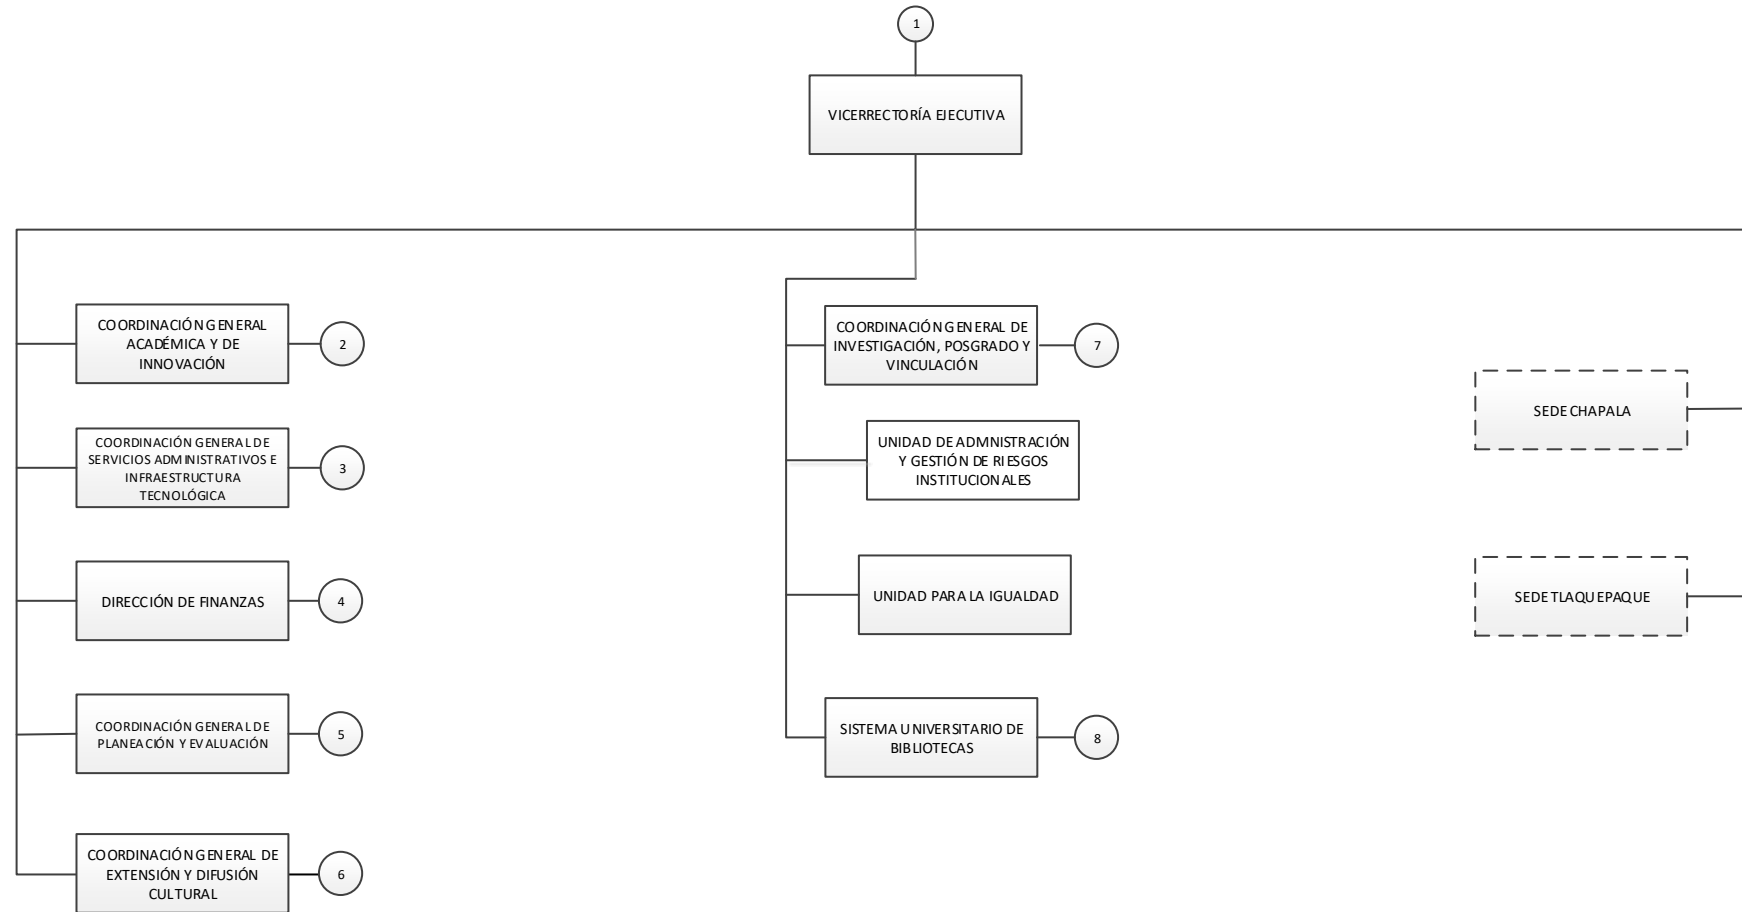 1
VICERRECTORÍA EJECUTIVA
COORDINACIÓN GENERAL
ACADÉMICA Y DE
INNOVACIÓN
2
COORDINACIÓN GENERAL DE
SERVICIOS ADMINISTRATIVOS E
INFRAESTRUCTURA
TECNOLÓGICA
3
DIRECCIÓN DE FINANZAS
4
COORDINACIÓN GENERAL DE
PLANEACIÓN Y EVALUACIÓN
5
COORDINACIÓN GENERAL DE
EXTENSIÓN Y DIFUSIÓN
CULTURAL
6
COORDINACIÓN GENERAL DE
INVESTIGACIÓN, POSGRADO Y
VINCULACIÓN
7
UNIDAD DE ADMNISTRACIÓN
Y GESTIÓN DE RIESGOS
INSTITUCIONALES
UNIDAD PARA LA IGUALDAD
SISTEMA UNIVERSITARIO DE
BIBLIOTECAS
8
SEDE CHAPALA
SEDE TLAQUEPAQUE